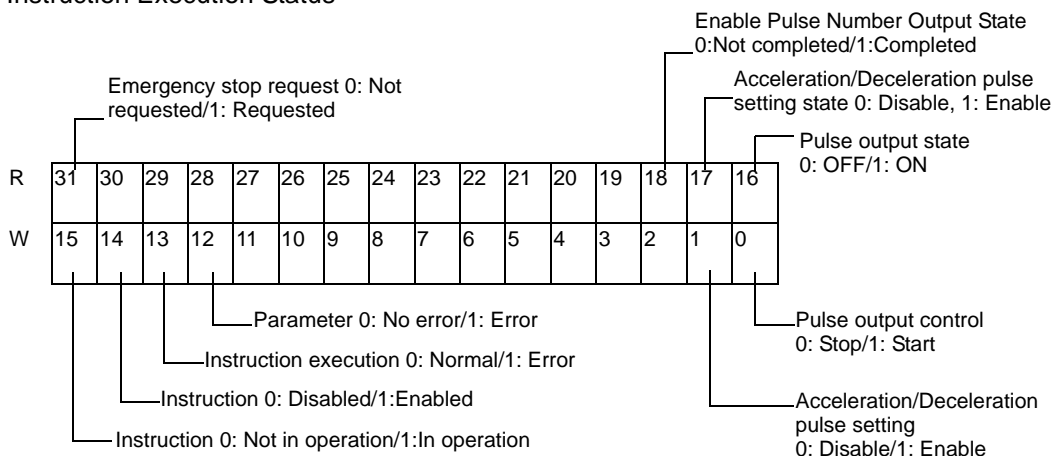 Instruction Execution Status
Enable Pulse Number Output State
0:Not completed/1:Completed
Emergency stop request 0: Not
requested/1: Requested
Acceleration/Deceleration pulse
setting state 0: Disable, 1: Enable
Pulse output state
0: OFF/1: ON
R 31 30 29 28 27 26 25 24 23 22 21 20 19 18 17 16
W 15 14 13 12 11 10 9 8 7 6 5 4 3 2 1 0
Parameter 0: No error/1: Error
Instruction execution 0: Normal/1: Error
Instruction 0: Disabled/1:Enabled
Instruction 0: Not in operation/1:In operation
Pulse output control
0: Stop/1: Start
Acceleration/Deceleration
pulse setting
0: Disable/1: Enable